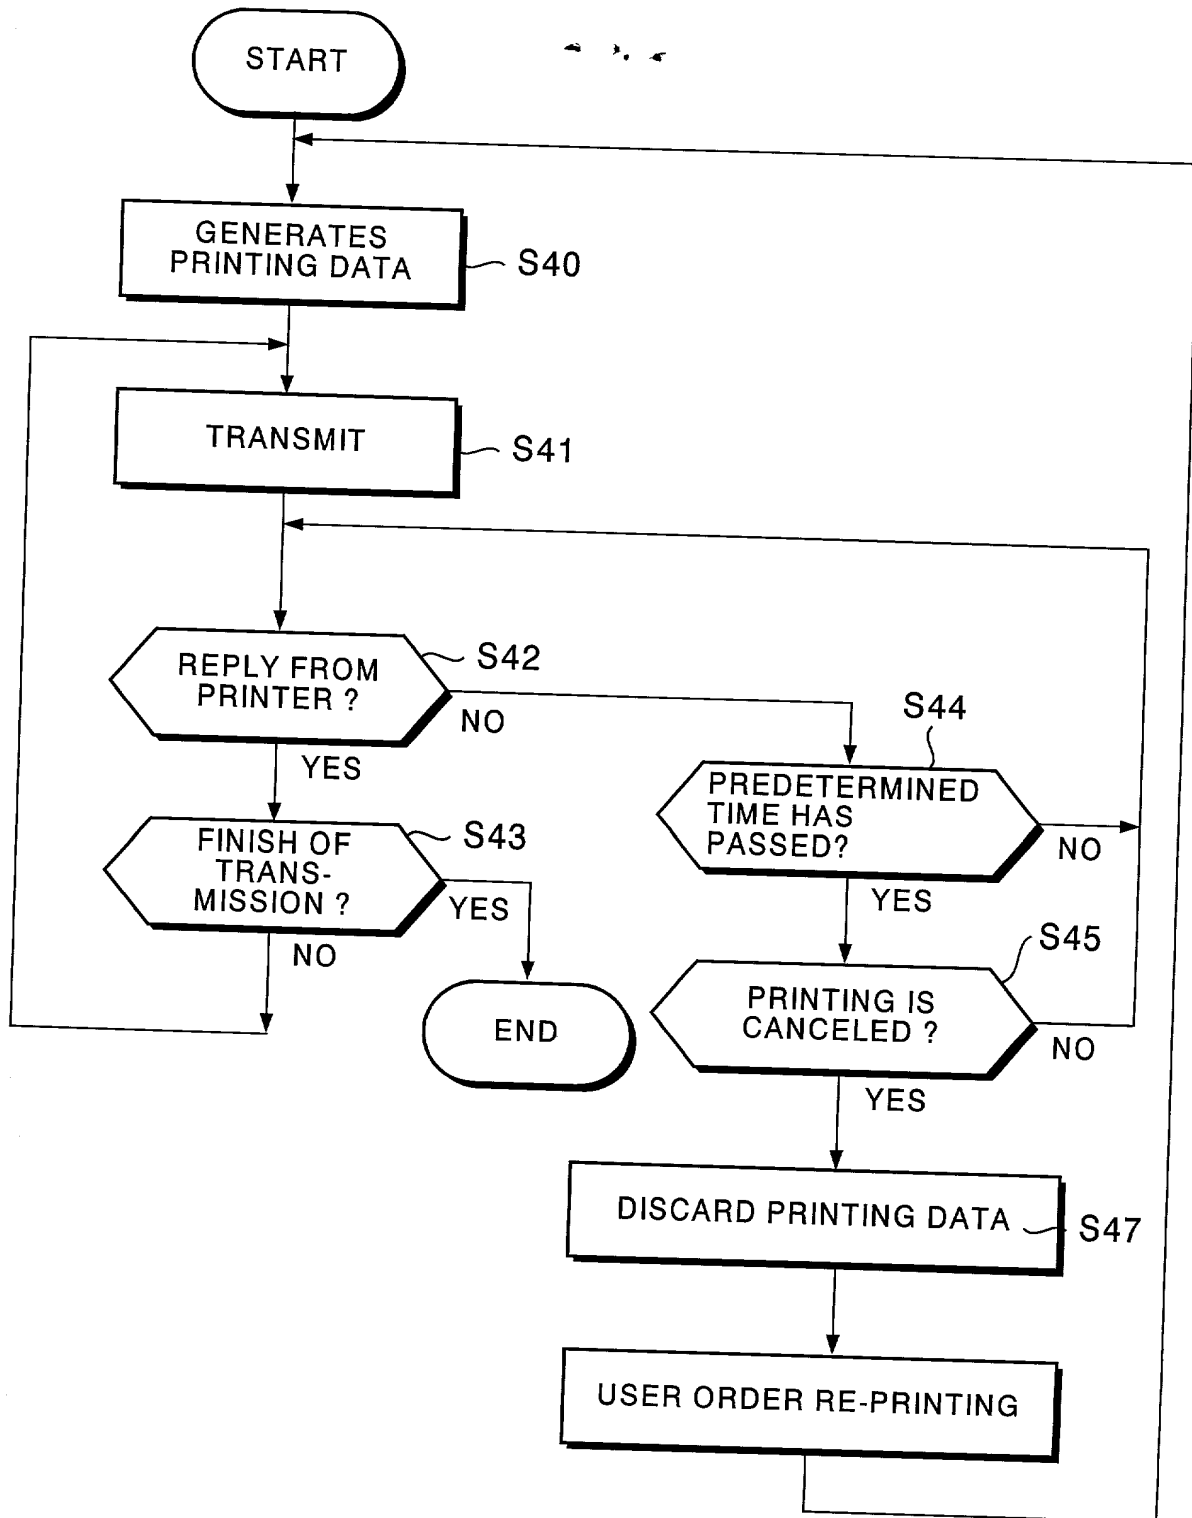 START
GENERATES
PRINTING DATA
S40
TRANSMIT
S41
REPLY FROM
PRINTER ?
S42
NO
YES
S44
PREDETERMINED
TIME HAS
PASSED?
NO
YES
FINISH OF
TRANS-
MISSION ?
S43
YES
NO
END
S45
PRINTING IS
CANCELED ?
NO
YES
DISCARD PRINTING DATA
S47
USER ORDER RE-PRINTING